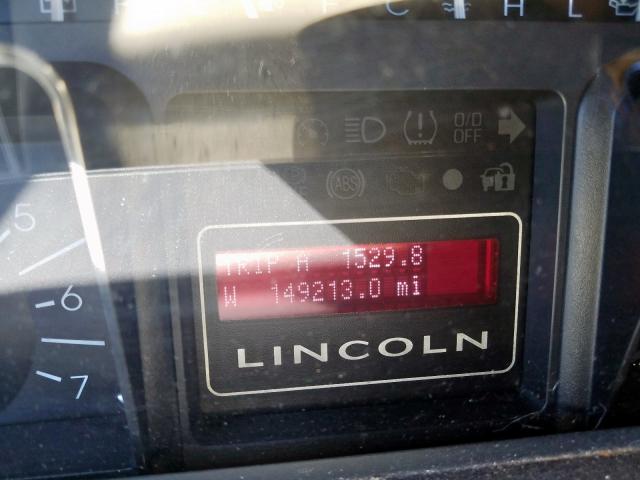 F C H L
O/D
OFF
ABS
5
TRIP A 1529.8
W 149213.0 mi
6
LINCOLN
7